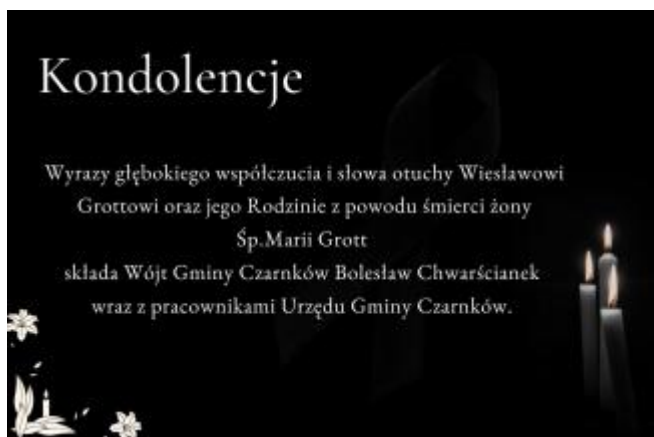 Kondolencje
Wyrazy głębokiego współczucia i słowa otuchy Wiesławowi
Grottowi oraz jego Rodzinie z powodu śmierci żony
Śp.Marii Grott
składa Wójt Gminy Czarnków Bolesław Chwarścianek
wraz z pracownikami Urzędu Gminy Czarnków.